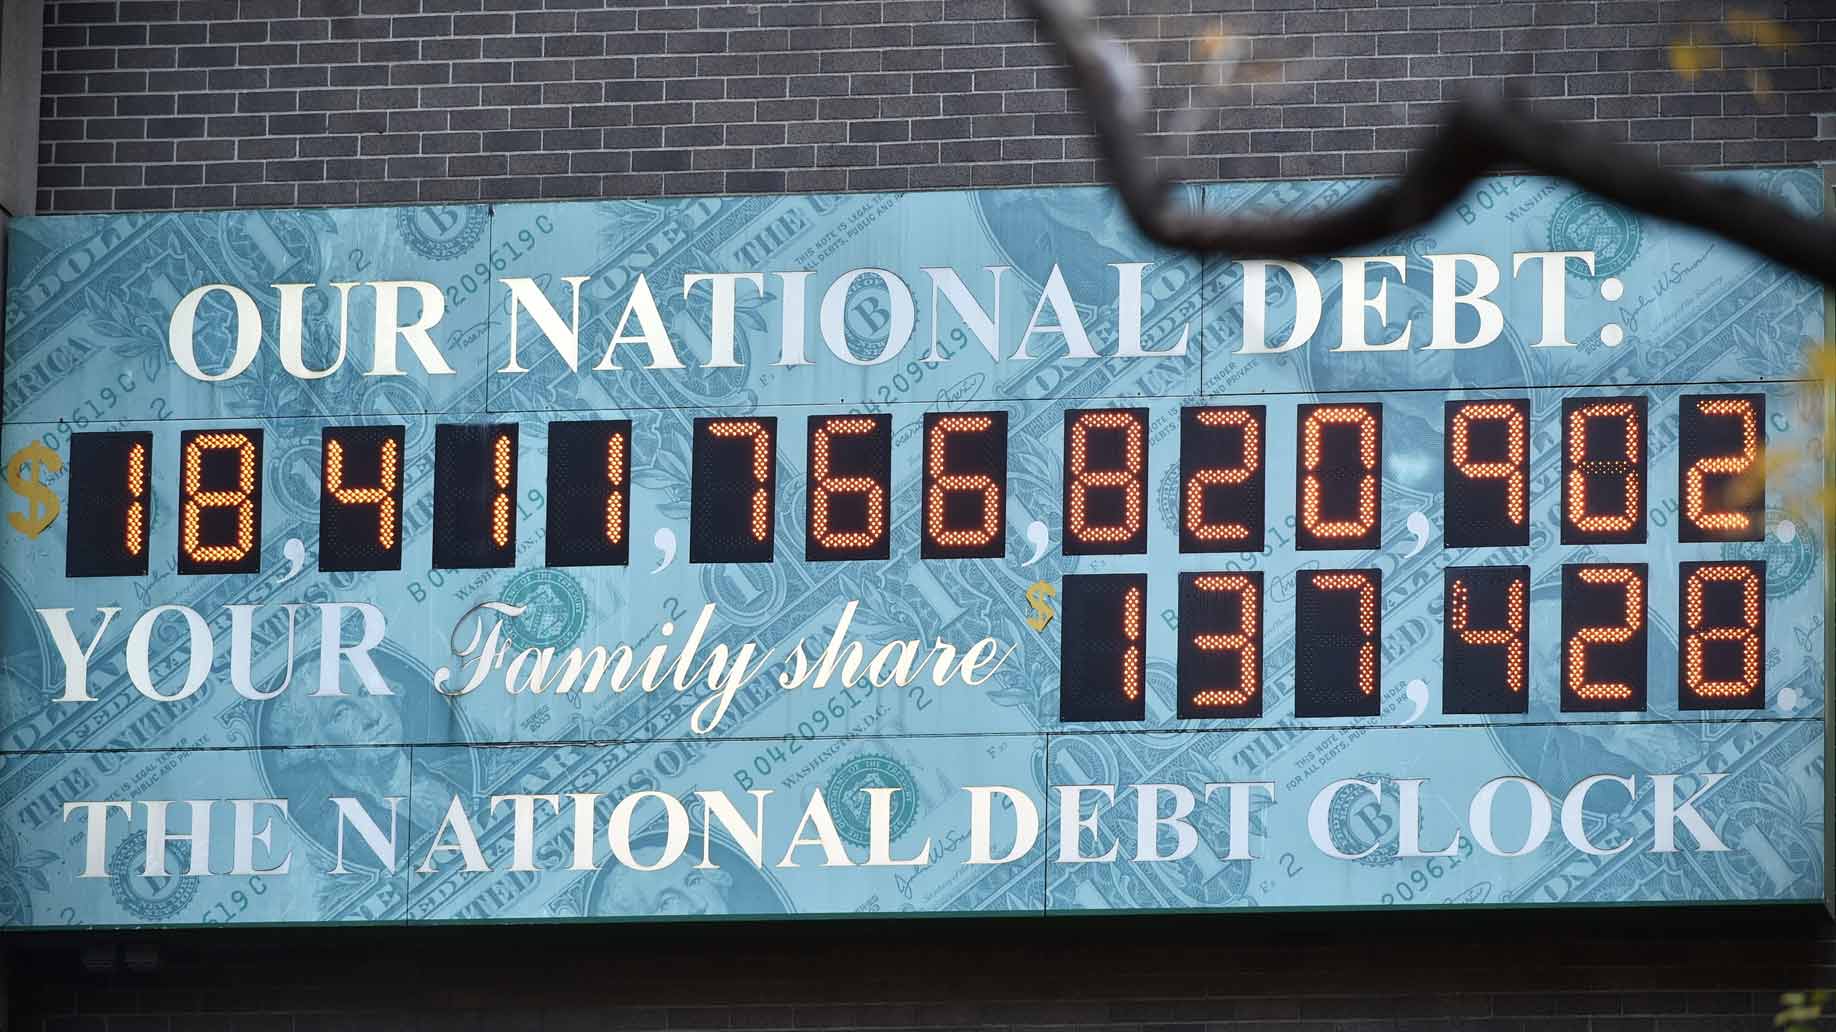 OUR NATIONAL DEBT:
$18,411,766,820,902.
YOUR Family share $137,428.
THE NATIONAL DEBT CLOCK